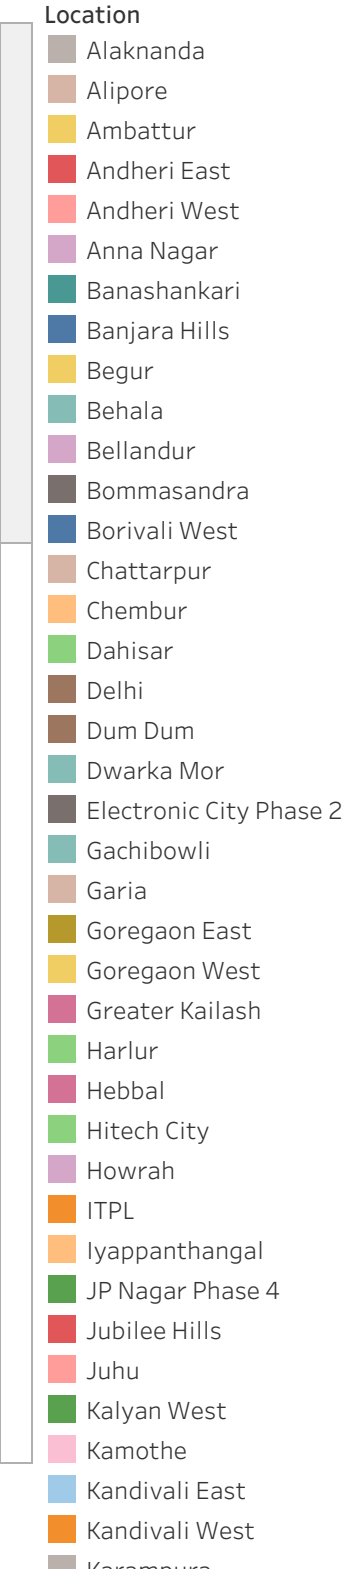 Location
Alaknanda
Alipore
Ambattur
Andheri East
Andheri West
Anna Nagar
Banashankari
Banjara Hills
Begur
Behala
Bellandur
Bommasandra
Borivali West
Chattarpur
Chembur
Dahisar
Delhi
Dum Dum
Dwarka Mor
Electronic City Phase 2
Gachibowli
Garia
Goregaon East
Goregaon West
Greater Kailash
Harlur
Hebbal
Hitech City
Howrah
ITPL
Iyappanthangal
JP Nagar Phase 4
Jubilee Hills
Juhu
Kalyan West
Kamothe
Kandivali East
Kandivali West